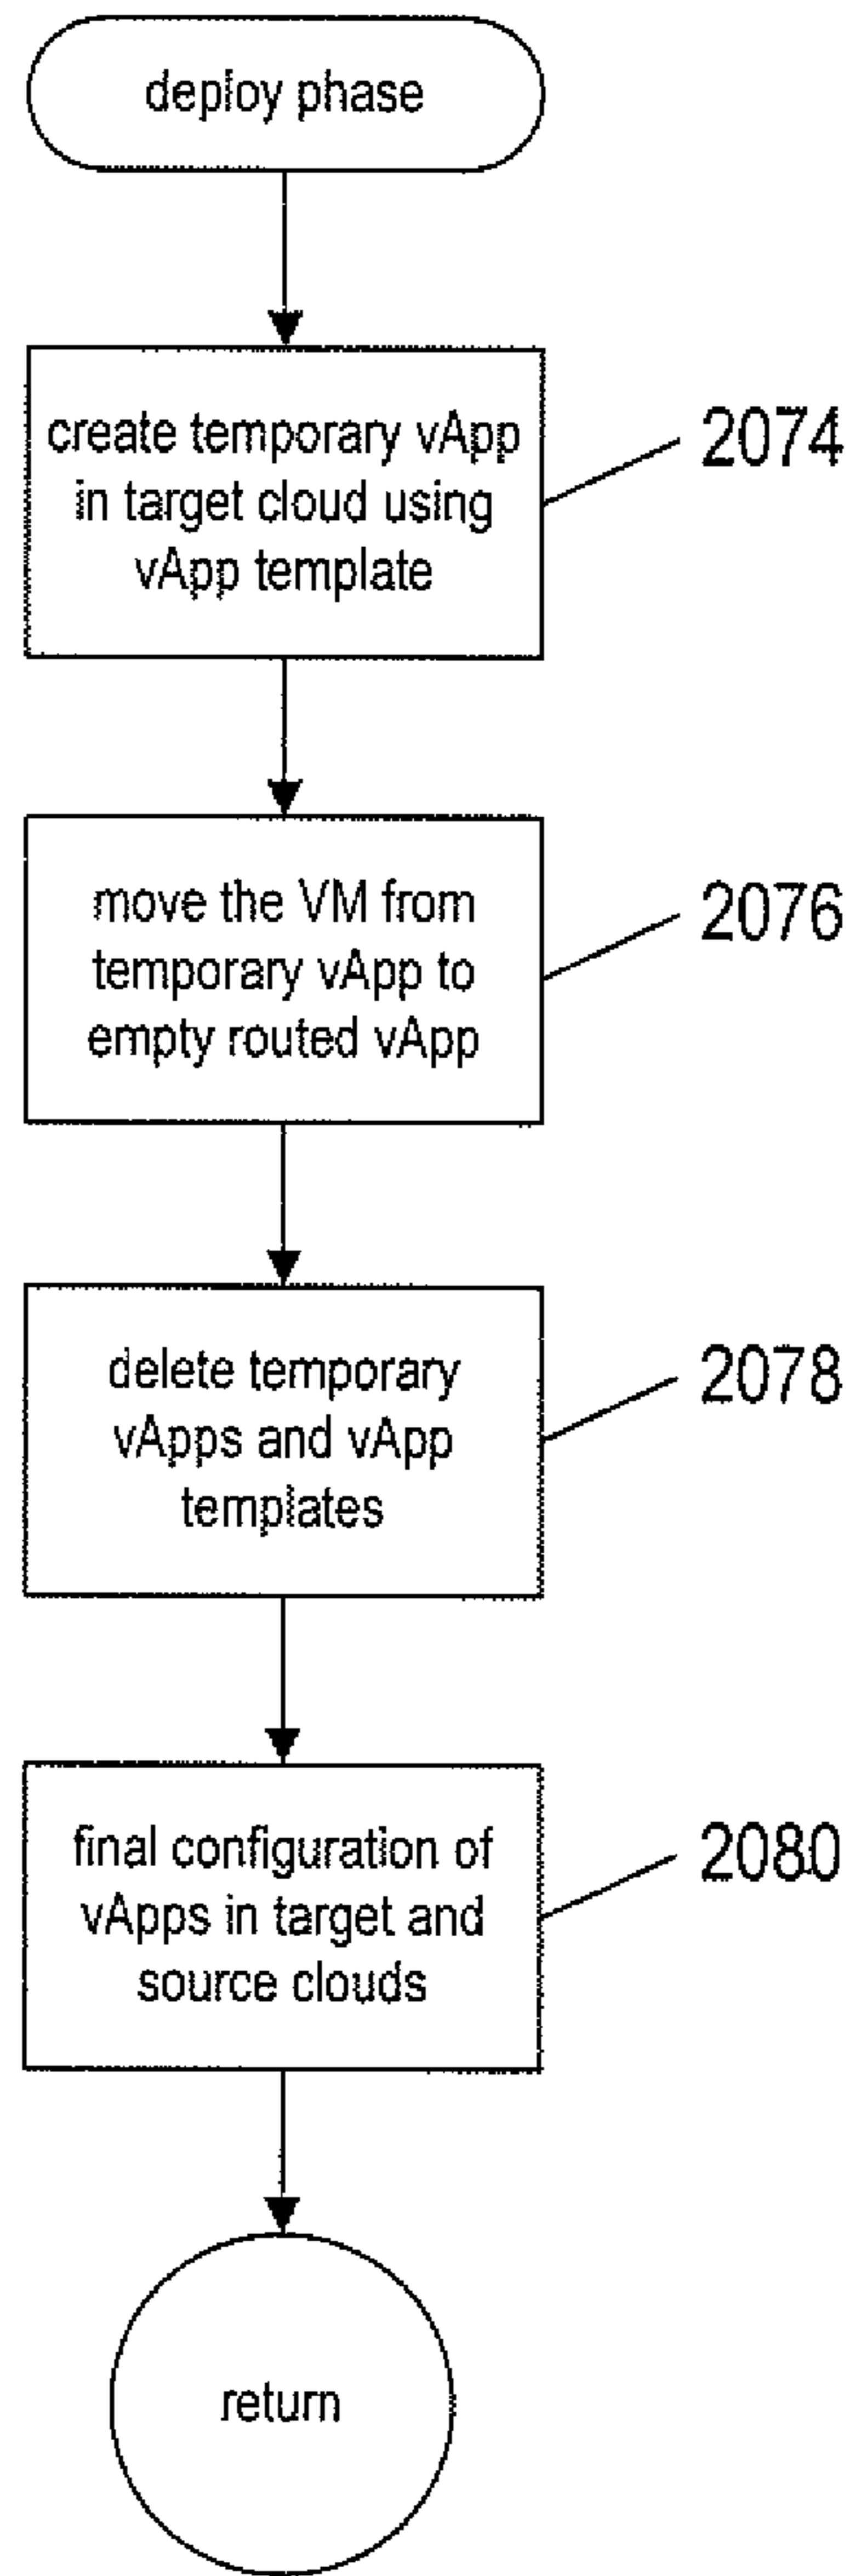 deploy phase
create temporary vApp
in target cloud using
vApp template
2074
move the VM from
temporary vApp to
empty routed vApp
2076
delete temporary
vApps and vApp
templates
2078
final configuration of
vApps in target and
source clouds
2080
return